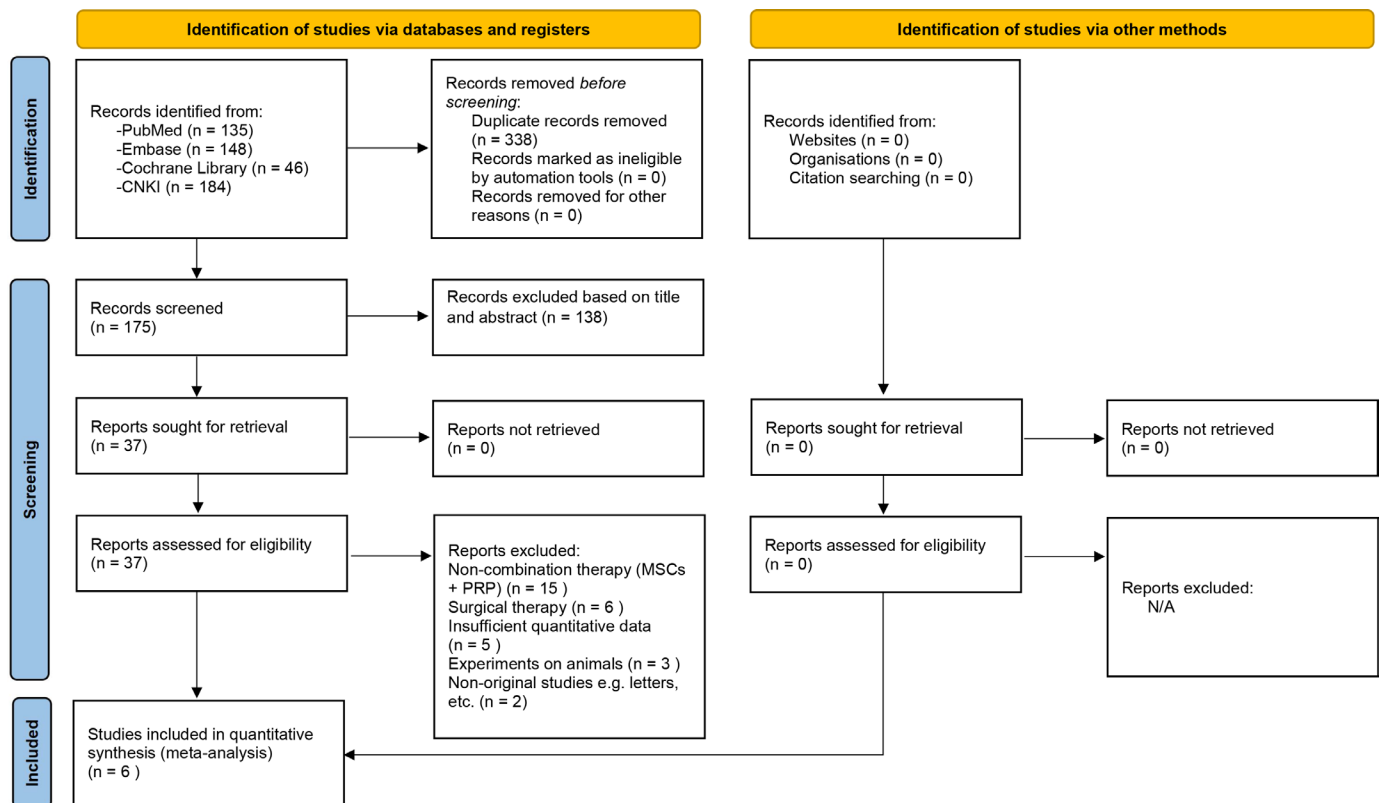 Identification of studies via databases and registers
Identification of studies via other methods
Identification
Records identified from:
-PubMed (n = 135)
-Embase (n = 148)
-Cochrane Library (n = 46)
-CNKI (n = 184)
Records removed before
screening:
Duplicate records removed
(n = 338)
Records marked as ineligible
by automation tools (n = 0)
Records removed for other
reasons (n = 0)
Records identified from:
Websites (n = 0)
Organisations (n = 0)
Citation searching (n = 0)
Screening
Records screened
(n = 175)
Records excluded based on title
and abstract (n = 138)
Reports sought for retrieval
(n = 37)
Reports not retrieved
(n = 0)
Reports sought for retrieval
(n = 0)
Reports not retrieved
(n = 0)
Reports assessed for eligibility
(n = 37)
Reports excluded:
Non-combination therapy (MSCs
+ PRP) (n = 15 )
Surgical therapy (n = 6 )
Insufficient quantitative data
(n = 5 )
Experiments on animals (n = 3 )
Non-original studies e.g. letters,
etc. (n = 2)
Reports assessed for eligibility
(n = 0)
Reports excluded:
N/A
Included
Studies included in quantitative
synthesis (meta-analysis)
(n = 6 )